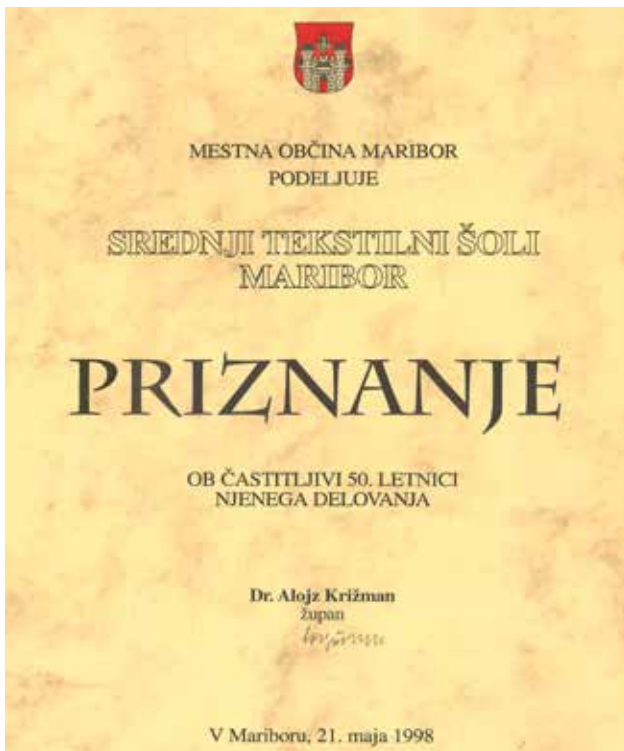 MESTNA OBČINA MARIBOR
PODELJUJE
SREDNJI TEKSTILNI ŠOLI
MARIBOR
PRIZNANJE
OB ČASTITLJIVI 50. LETNICI
NJENEGA DELOVANJA
Dr. Alojz Križman
župan
V Mariboru, 21. maja 1998